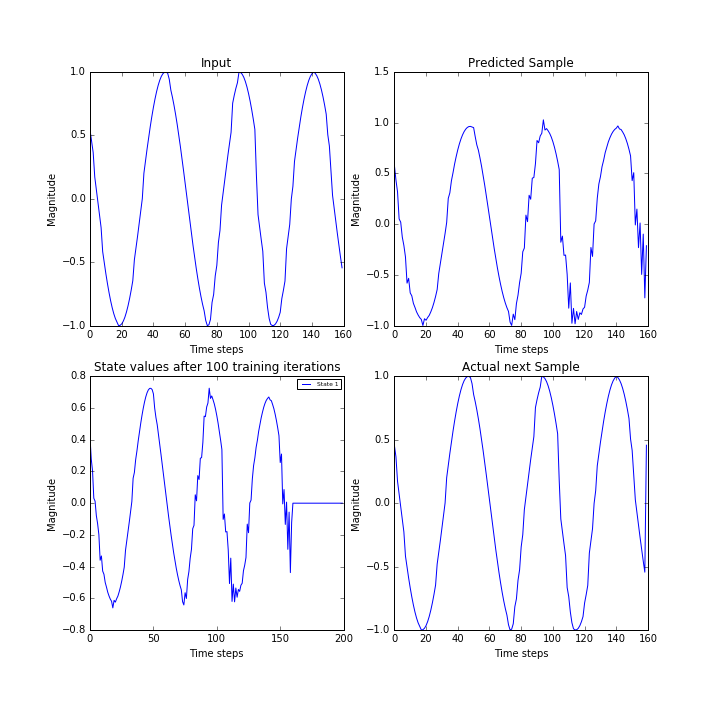 Input
Predicted Sample
1.0
0.5
0.0
−0.5
−1.0
Magnitude
0 20 40 60 80 100 120 140 160
Time steps
1.5
1.0
0.5
0.0
−0.5
−1.0
Magnitude
0 20 40 60 80 100 120 140 160
Time steps
State values after 100 training iterations
Actual next Sample
0.8
0.6
0.4
0.2
0.0
−0.2
−0.4
−0.6
−0.8
Magnitude
State 1
0 50 100 150 200
Time steps
1.0
0.5
0.0
−0.5
−1.0
Magnitude
0 20 40 60 80 100 120 140 160
Time steps